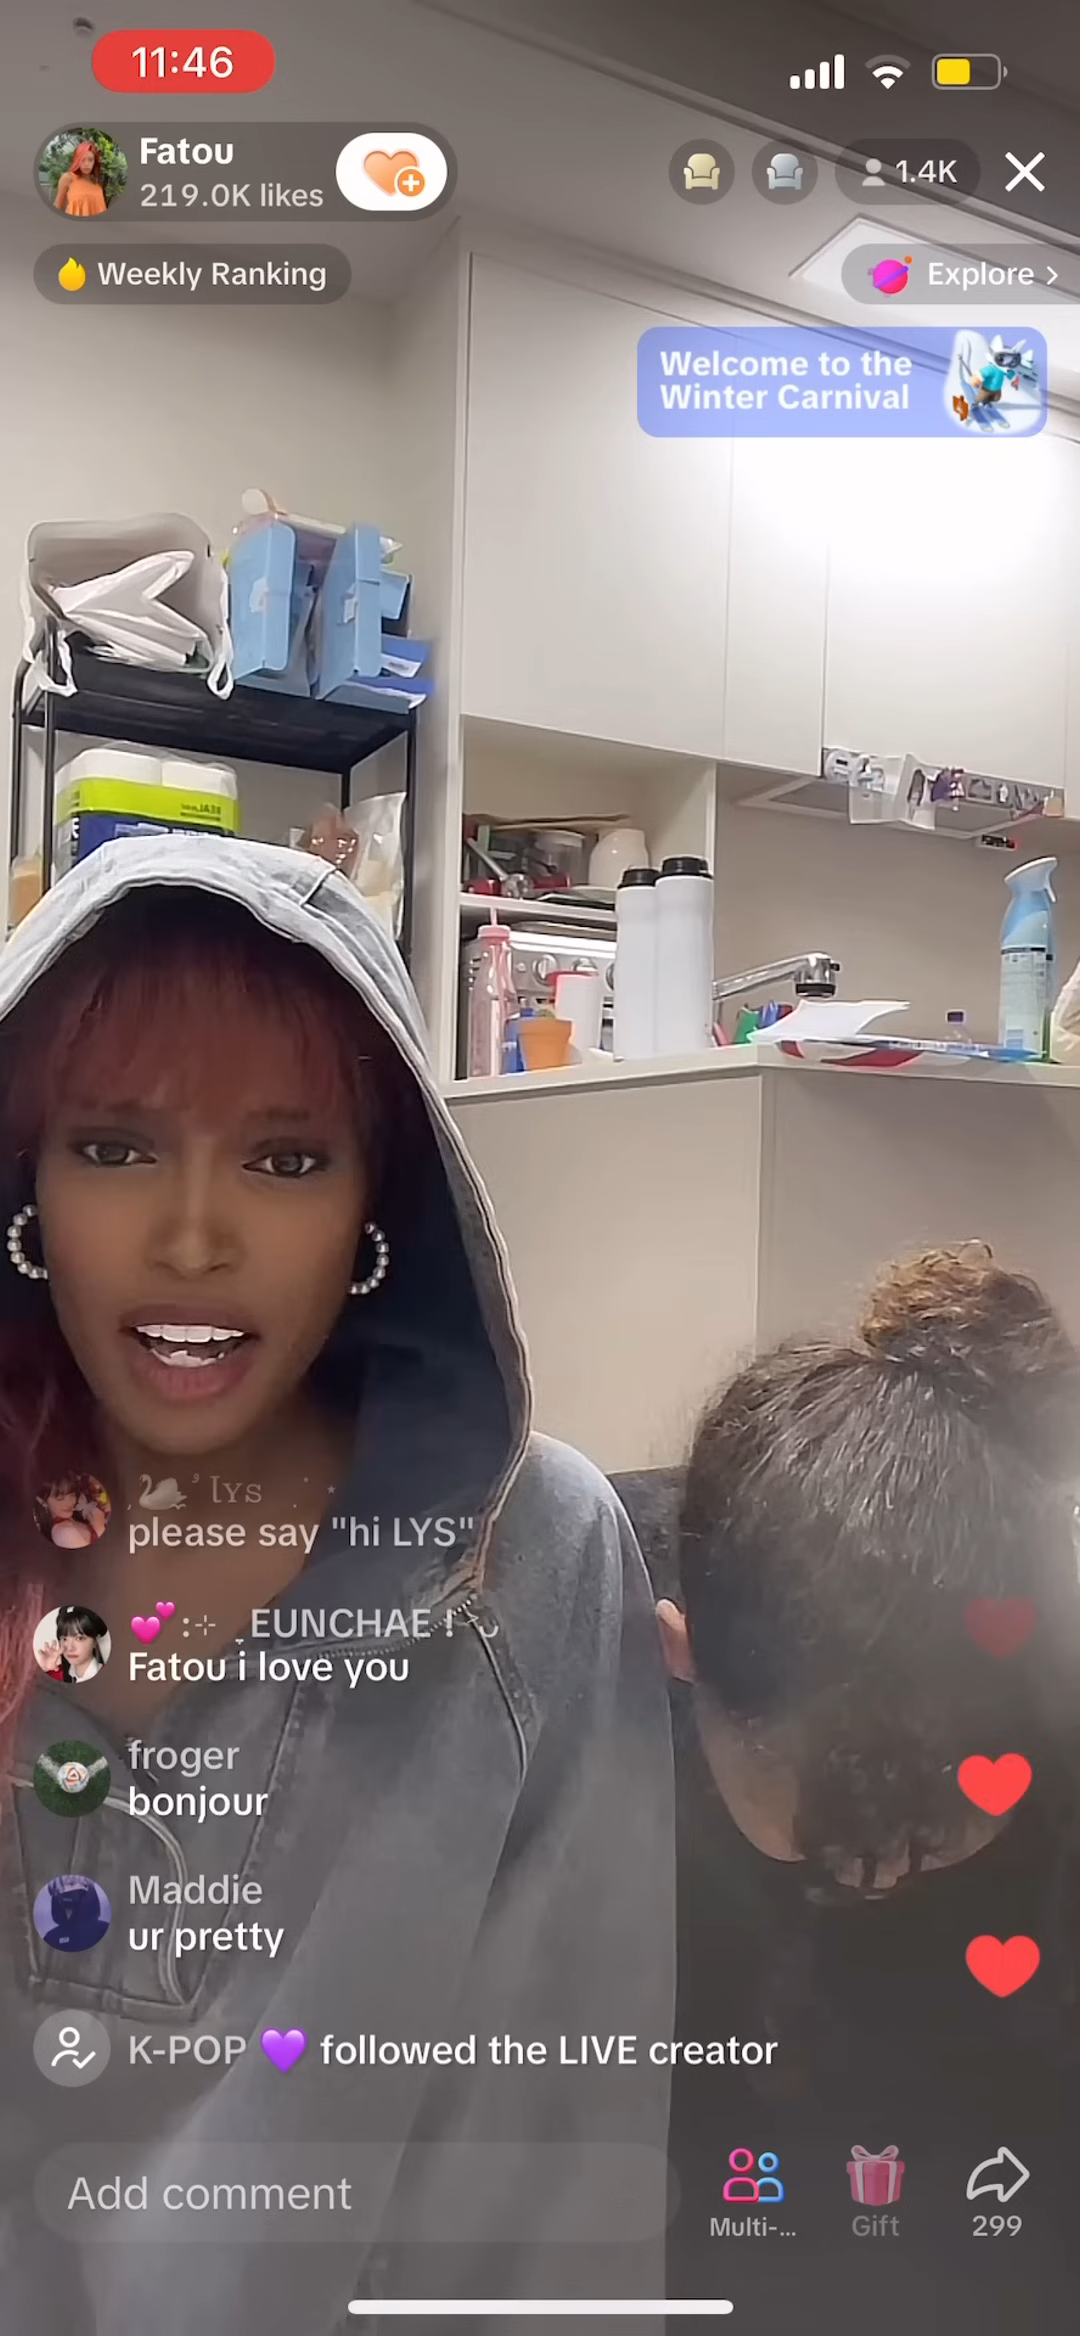 11:46
Fatou
219.0K likes
1.4K
Weekly Ranking
Explore >
Welcome to the
Winter Carnival
lys
please say "hi LYS"
💕 :⊹ ˛ EUNCHAE ! ᵕ̣̣
Fatou i love you
froger
bonjour
Maddie
ur pretty
K-POP 💜 followed the LIVE creator
Add comment
Multi-...
Gift
299